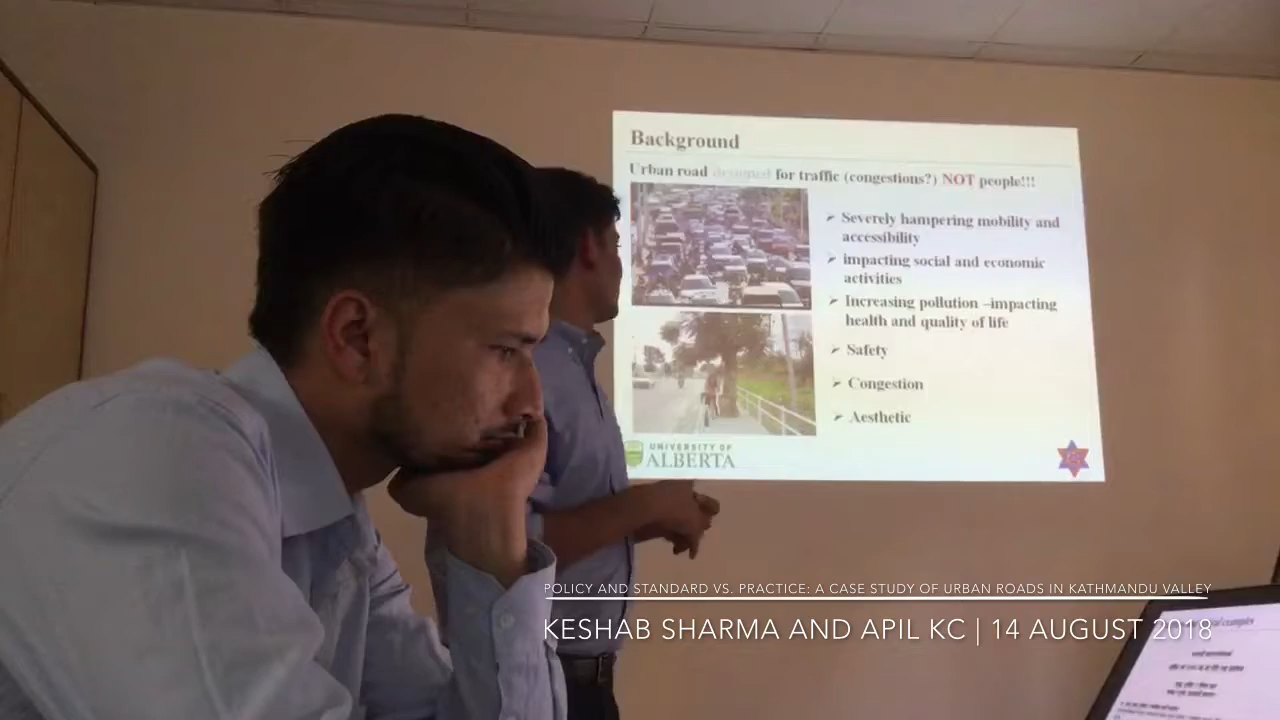 Background
Urban road designed for traffic (congestions?) NOT people!!!
➢ Severely hampering mobility and
accessibility
➢ impacting social and economic
activities
➢ Increasing pollution –impacting
health and quality of life
➢ Safety
➢ Congestion
➢ Aesthetic
UNIVERSITY OF
ALBERTA
POLICY AND STANDARD VS. PRACTICE: A CASE STUDY OF URBAN ROADS IN KATHMANDU VALLEY
KESHAB SHARMA AND APIL KC | 14 AUGUST 2018